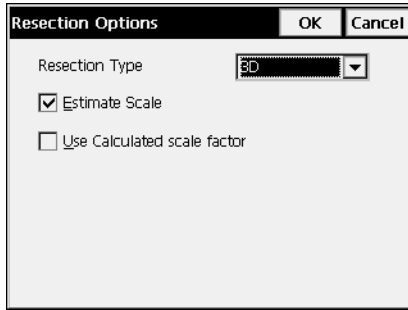 Resection Options OK Cancel
Resection Type 3D
Estimate Scale
Use Calculated scale factor